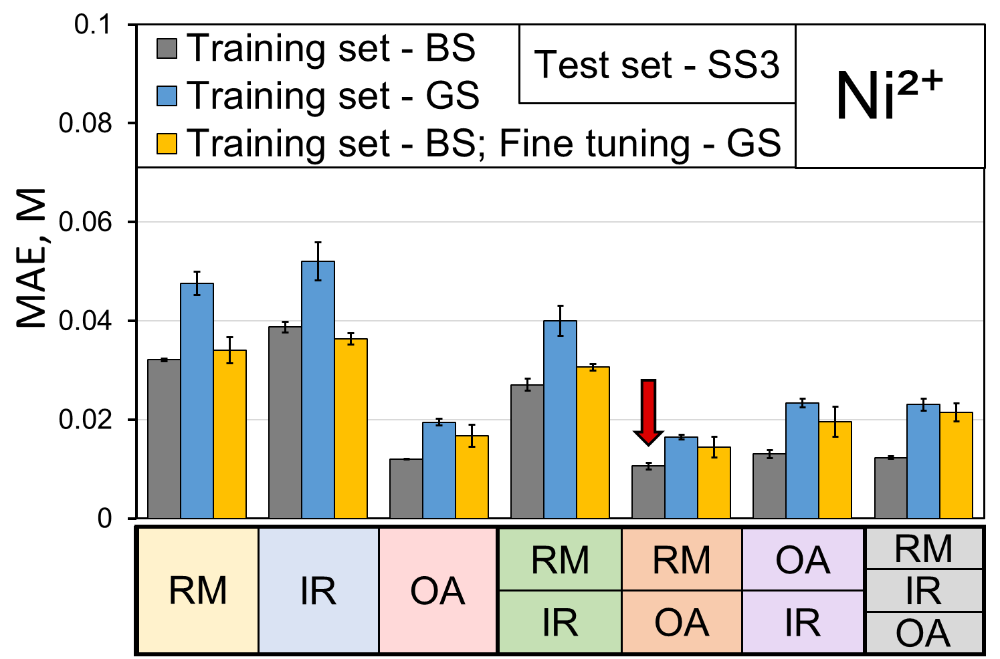 0.1
0.08
0.06
0.04
0.02
0
MAE, M
Training set - BS
Training set - GS
Training set - BS; Fine tuning - GS
Test set - SS3
Ni²⁺
RM
IR
OA
RM
IR
RM
OA
OA
IR
RM
IR
OA